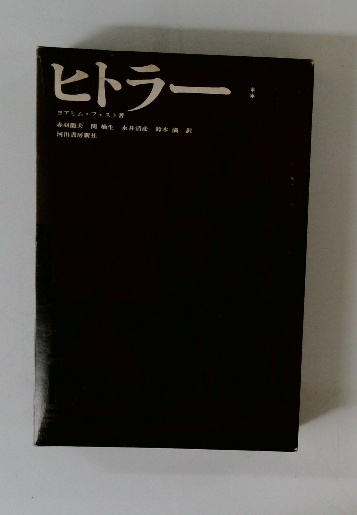 ヒトラー **
ヨアヒム・フェスト著
赤羽龍夫 関 楠生 永井清彦 鈴木 満 訳
河出書房新社